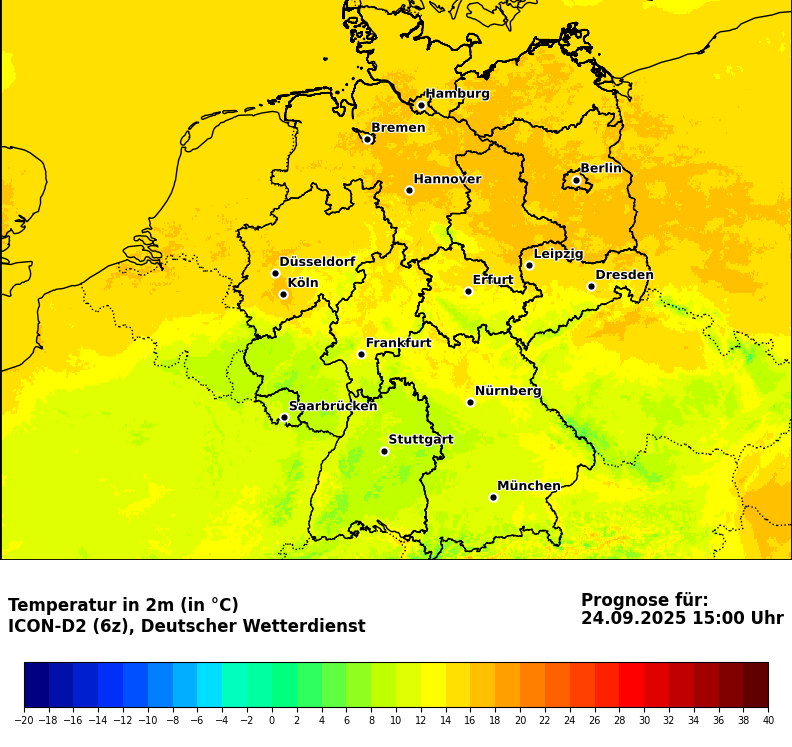 Hamburg
Bremen
Berlin
Hannover
Leipzig
Düsseldorf
Dresden
Köln
Erfurt
Frankfurt
Nürnberg
Saarbrücken
Stuttgart
München
Temperatur in 2m (in °C)
ICON-D2 (6z), Deutscher Wetterdienst
Prognose für:
24.09.2025 15:00 Uhr
−20 −18 −16 −14 −12 −10 −8 −6 −4 −2 0 2 4 6 8 10 12 14 16 18 20 22 24 26 28 30 32 34 36 38 40